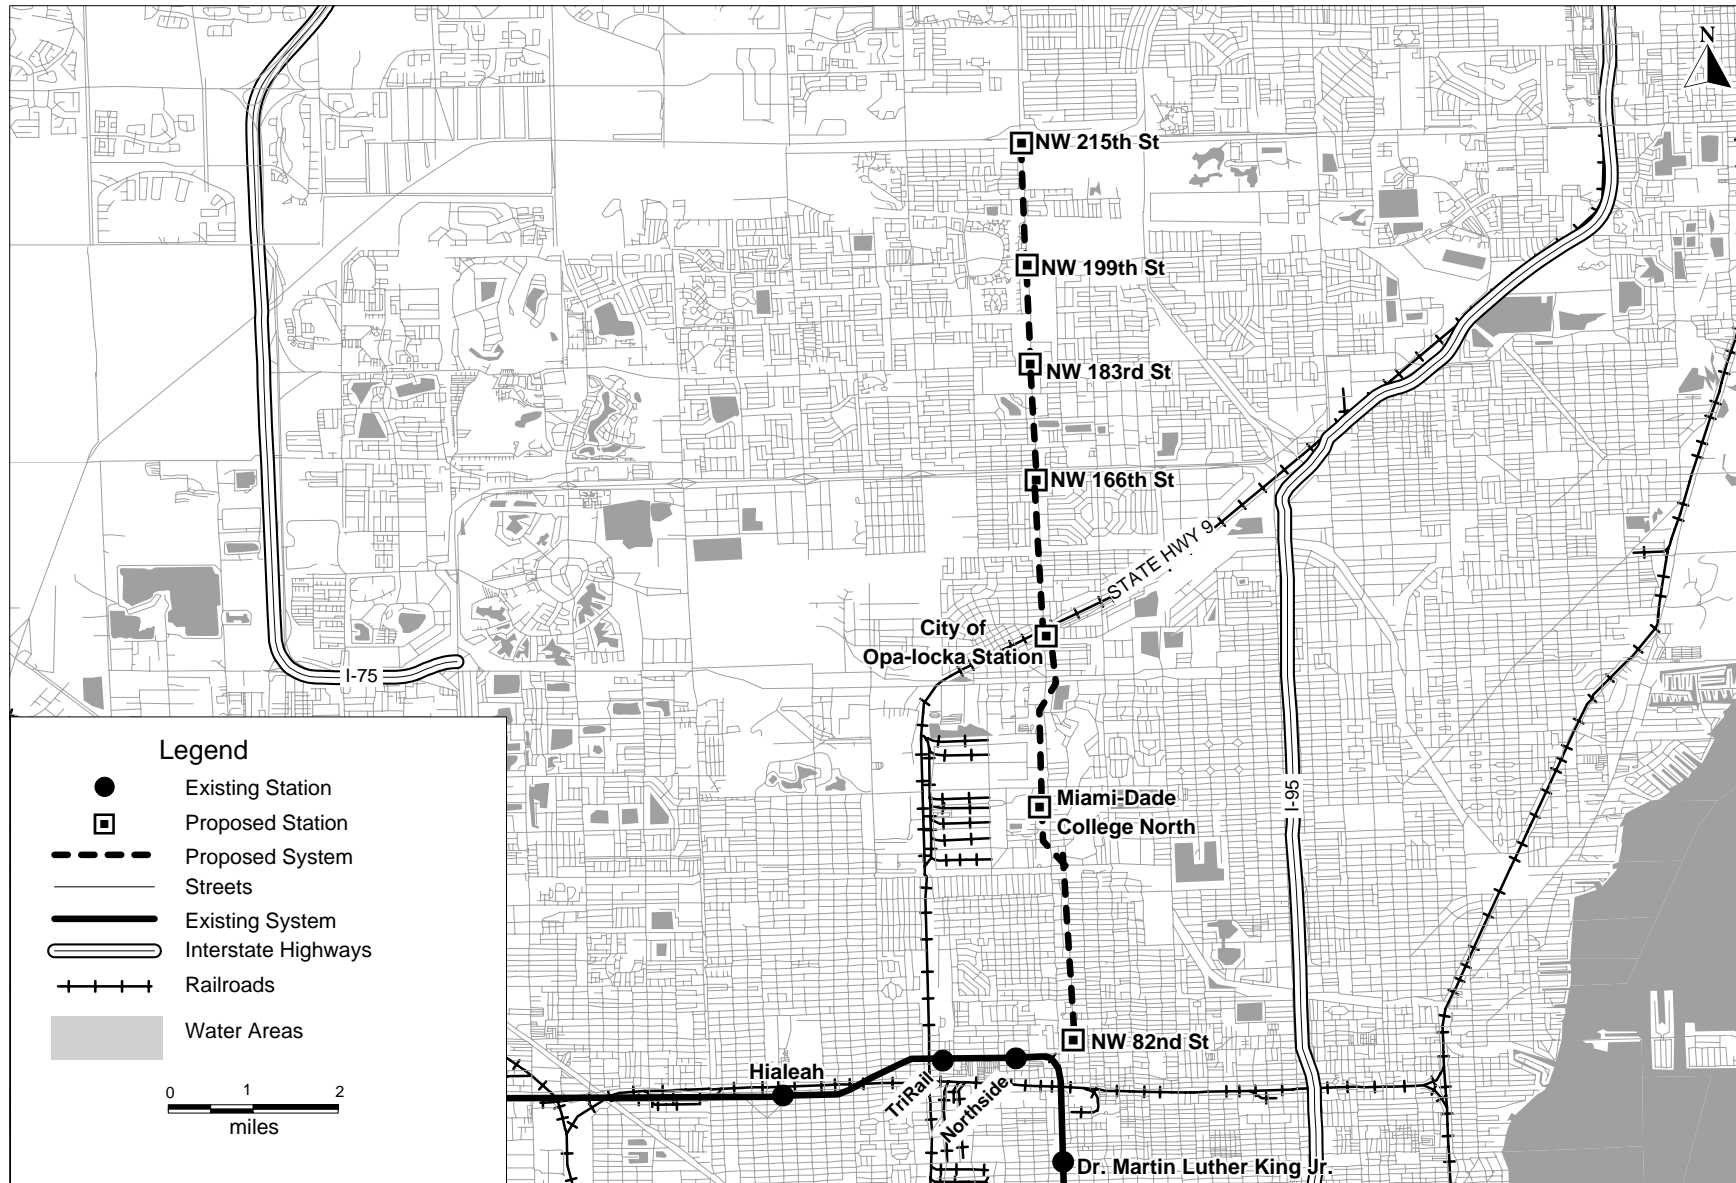 N
NW 215th St
NW 199th St
NW 183rd St
NW 166th St
STATE HWY 9
City of
Opa-locka Station
I-75
Miami-Dade
College North
I-95
NW 82nd St
Hialeah
TriRail
Northside
Dr. Martin Luther King Jr.
Legend
Existing Station
Proposed Station
Proposed System
Streets
Existing System
Interstate Highways
Railroads
Water Areas
0 1 2
miles